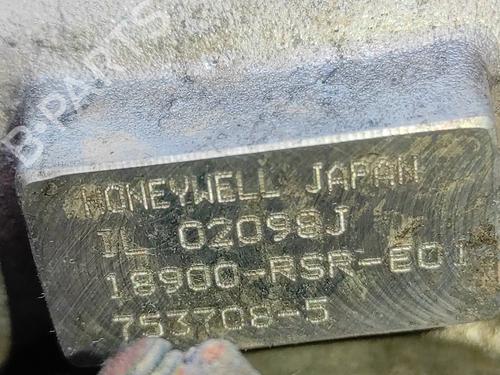 B-PARTS
HONEYWELL JAPAN
IL 02098J
18900-RSR-E01
753708-5